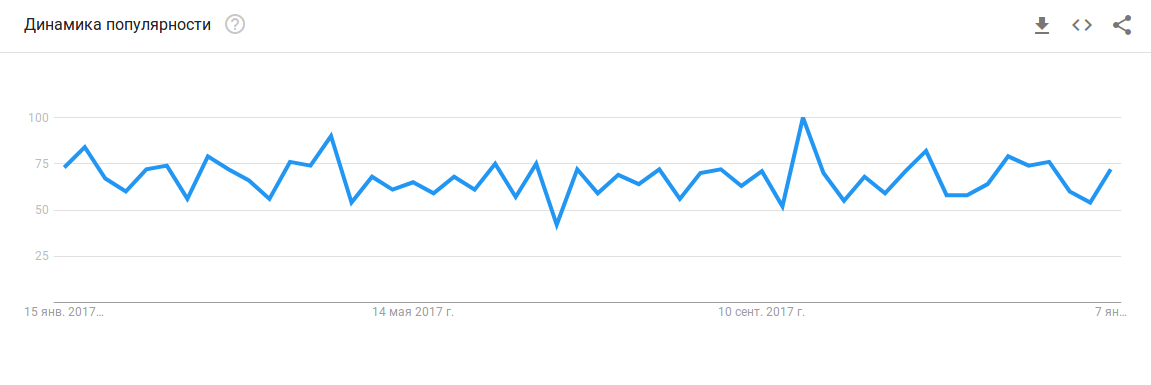 Динамика популярности ?
100
75
50
25
15 янв. 2017…
14 мая 2017 г.
10 сент. 2017 г.
7 ян…